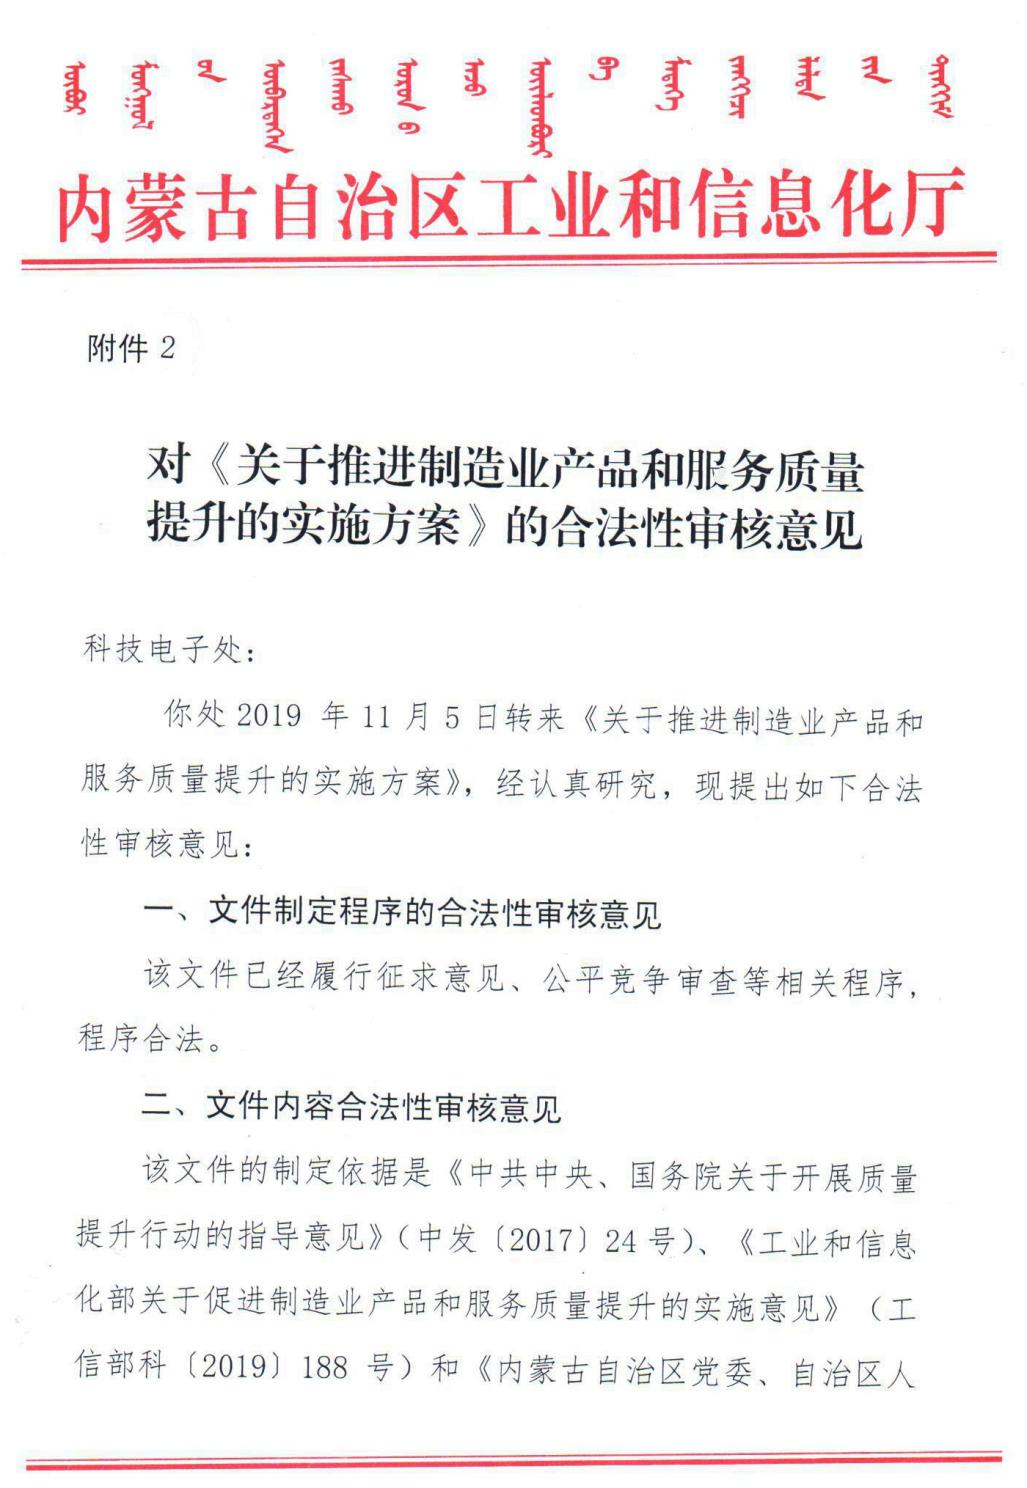 内蒙古自治区工业和信息化厅
附件 2
对《关于推进制造业产品和服务质量
提升的实施方案》的合法性审核意见
科技电子处：
你处 2019 年 11 月 5 日转来《关于推进制造业产品和
服务质量提升的实施方案》，经认真研究，现提出如下合法
性审核意见：
一、文件制定程序的合法性审核意见
该文件已经履行征求意见、公平竞争审查等相关程序，
程序合法。
二、文件内容合法性审核意见
该文件的制定依据是《中共中央、国务院关于开展质量
提升行动的指导意见》（中发〔2017〕24 号）、《工业和信息
化部关于促进制造业产品和服务质量提升的实施意见》（工
信部科〔2019〕188 号）和《内蒙古自治区党委、自治区人